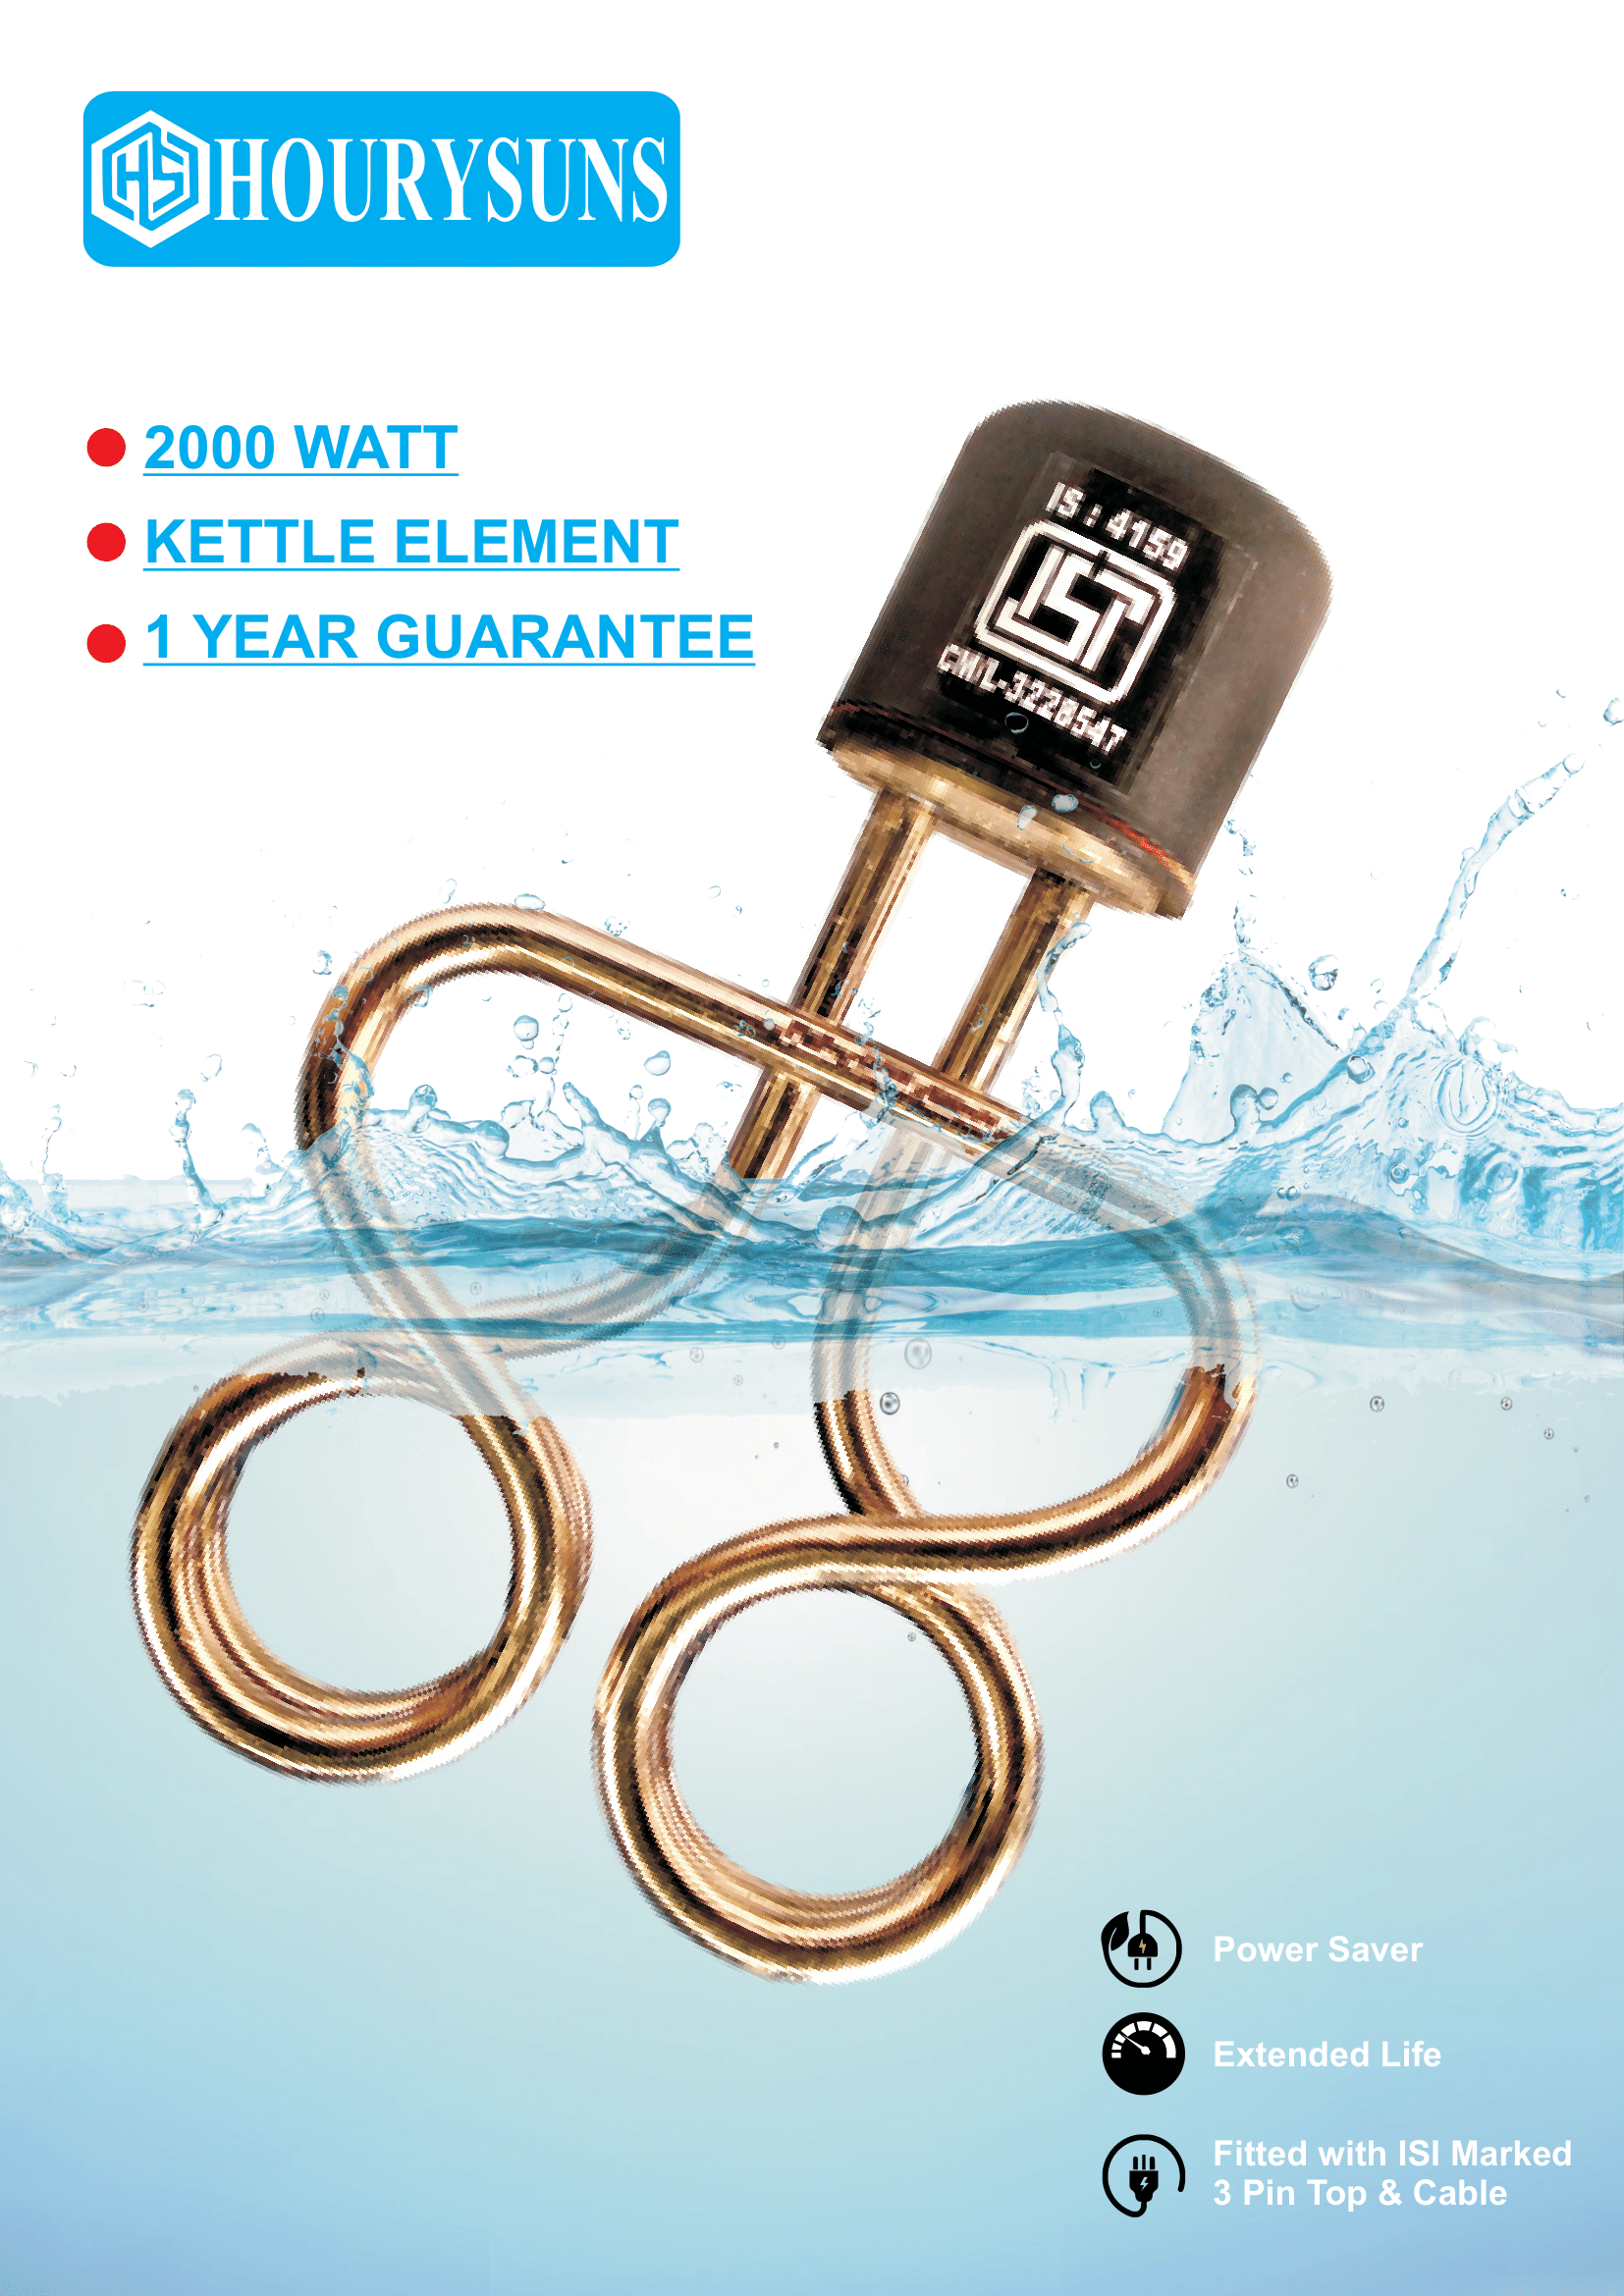 HS HOURYSUNS
2000 WATT
KETTLE ELEMENT
1 YEAR GUARANTEE
IS : 4159
ISI
CM/L-3228547
Power Saver
Extended Life
Fitted with ISI Marked
3 Pin Top & Cable